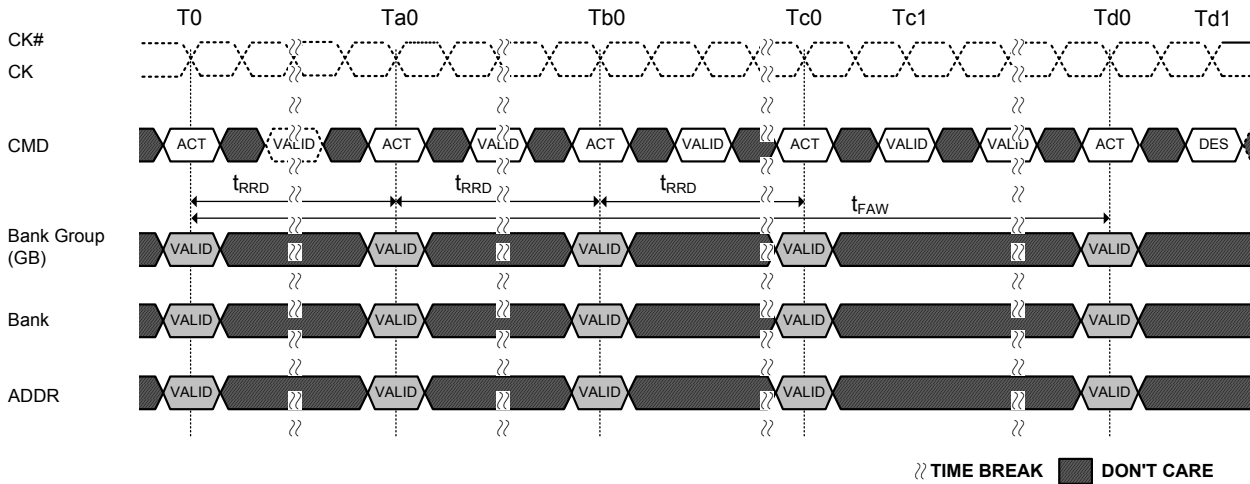 T0 Ta0 Tb0 Tc0 Tc1 Td0 Td1
CK#
CK
CMD ACT VALID ACT VALID ACT VALID ACT VALID VALID ACT DES
tRRD tRRD tRRD
tFAW
Bank Group
(GB)
VALID VALID VALID VALID VALID
Bank VALID VALID VALID VALID VALID
ADDR VALID VALID VALID VALID VALID
TIME BREAK DON'T CARE